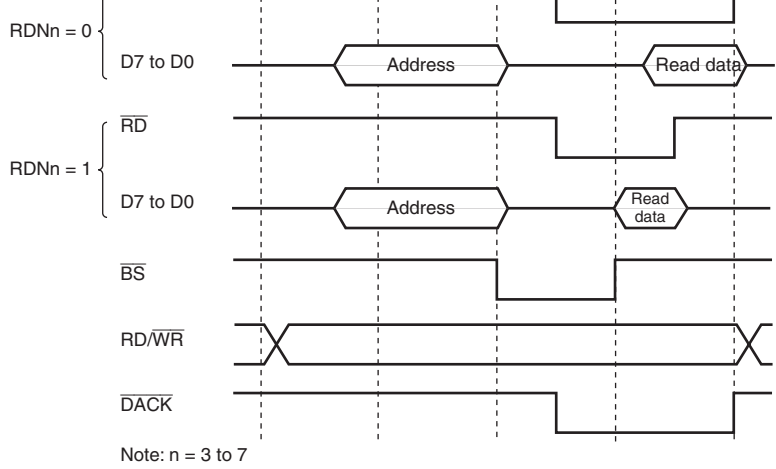 RDNn = 0
D7 to D0
Address
Read data
RD
RDNn = 1
D7 to D0
Address
Read
data
BS
RD/WR
DACK
Note: n = 3 to 7